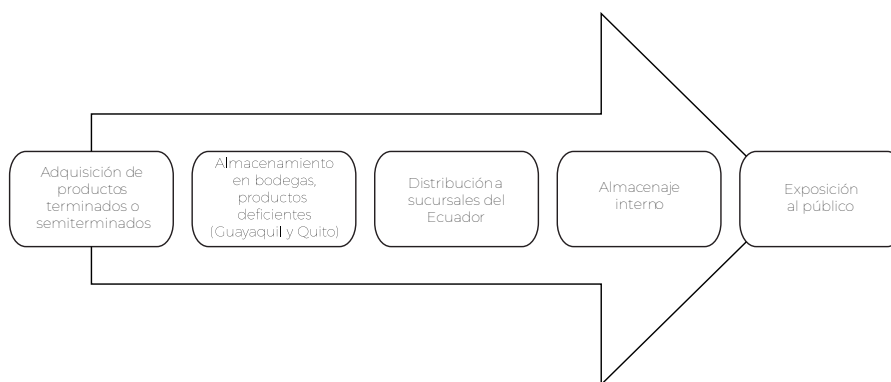 Adquisición de
productos
terminados o
semiterminados
Almacenamiento
en bodegas,
productos
deficientes
(Guayaquil y Quito)
Distribución a
sucursales del
Ecuador
Almacenaje
interno
Exposición
al público